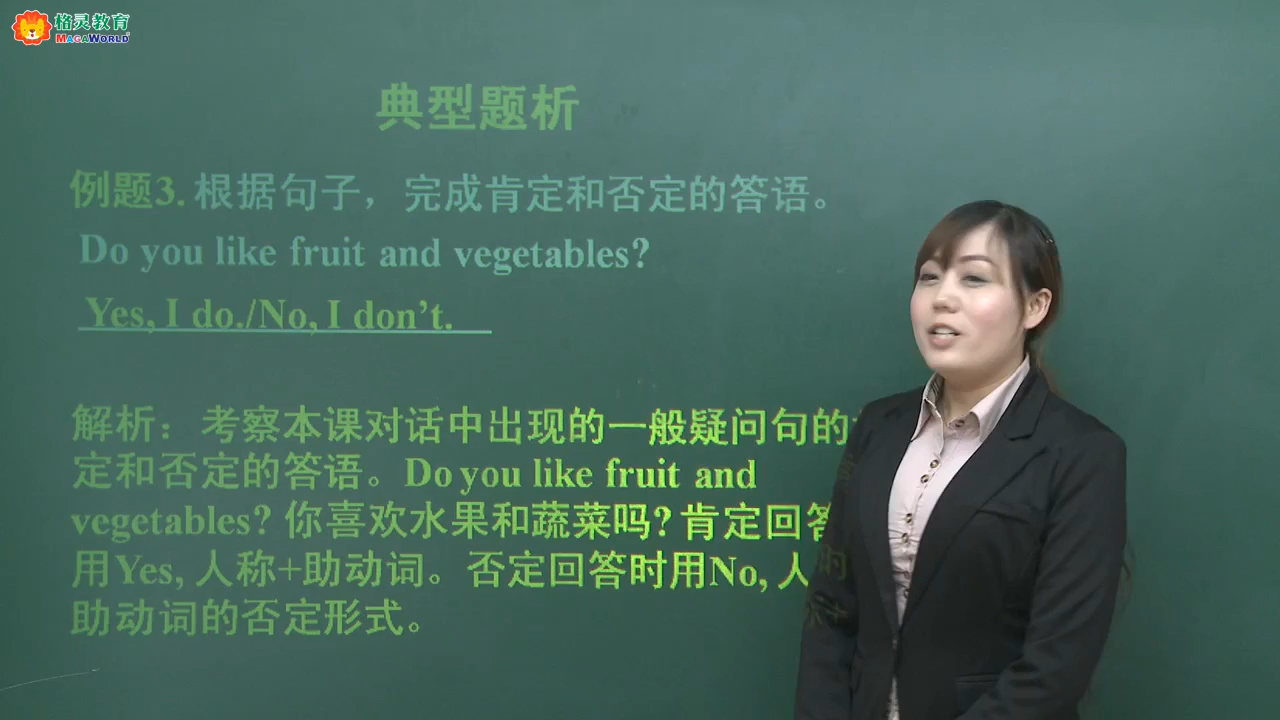 格灵教育
MAGAWORLD
典型题析
例题3.根据句子，完成肯定和否定的答语。
Do you like fruit and vegetables?
Yes, I do./No, I don't.
解析：考察本课对话中出现的一般疑问句的
定和否定的答语。Do you like fruit and
vegetables? 你喜欢水果和蔬菜吗? 肯定回答时
用Yes, 人称+助动词。否定回答时用No, 人称+
助动词的否定形式。